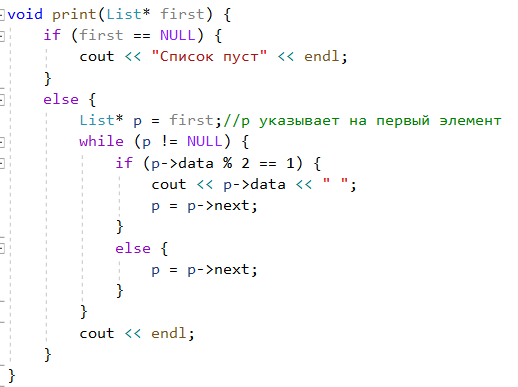 void print(List* first) {
    if (first == NULL) {
        cout << "Список пуст" << endl;
    }
    else {
        List* p = first;//p указывает на первый элемент
        while (p != NULL) {
            if (p->data % 2 == 1) {
                cout << p->data << " ";
                p = p->next;
            }
            else {
                p = p->next;
            }
        }
        cout << endl;
    }
}